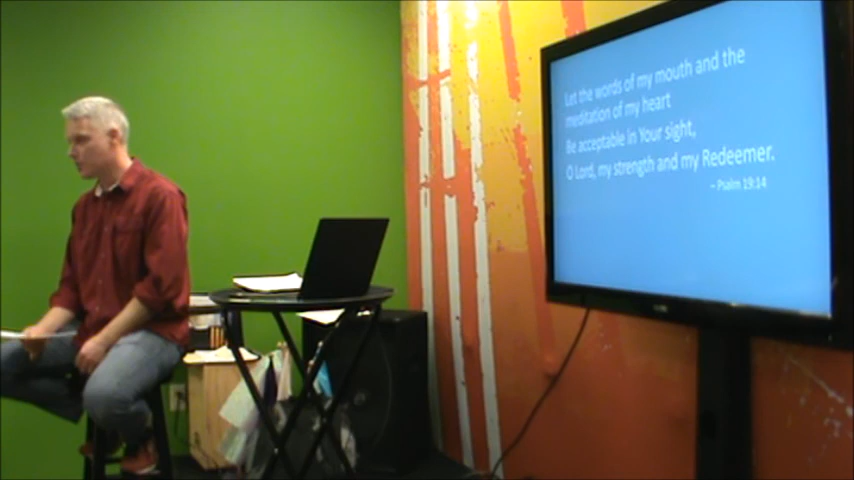 Let the words of my mouth and the
meditation of my heart
Be acceptable in Your sight,
O Lord, my strength and my Redeemer.
~ Psalm 19:14